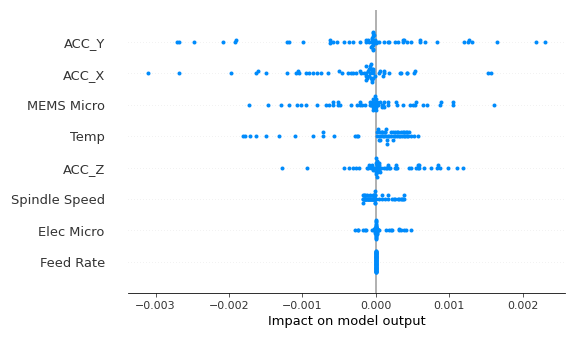 ACC_Y
ACC_X
MEMS Micro
Temp
ACC_Z
Spindle Speed
Elec Micro
Feed Rate
−0.003 −0.002 −0.001 0.000 0.001 0.002
Impact on model output